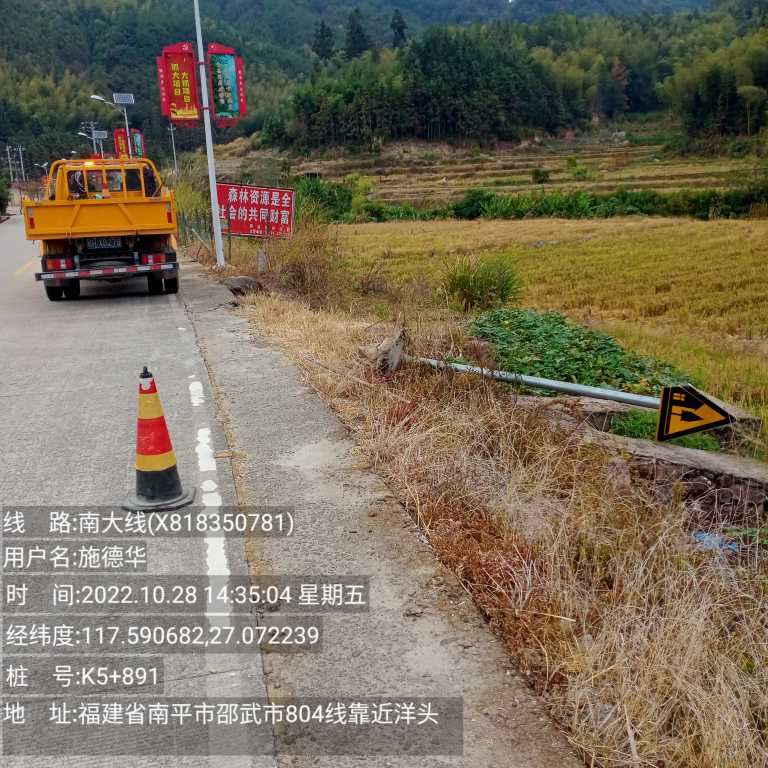 森林资源是全
社会的共同财富
线 路:南大线(X818350781)
用户名:施德华
时 间:2022.10.28 14:35:04 星期五
经纬度:117.590682,27.072239
桩 号:K5+891
地 址:福建省南平市邵武市804线靠近洋头